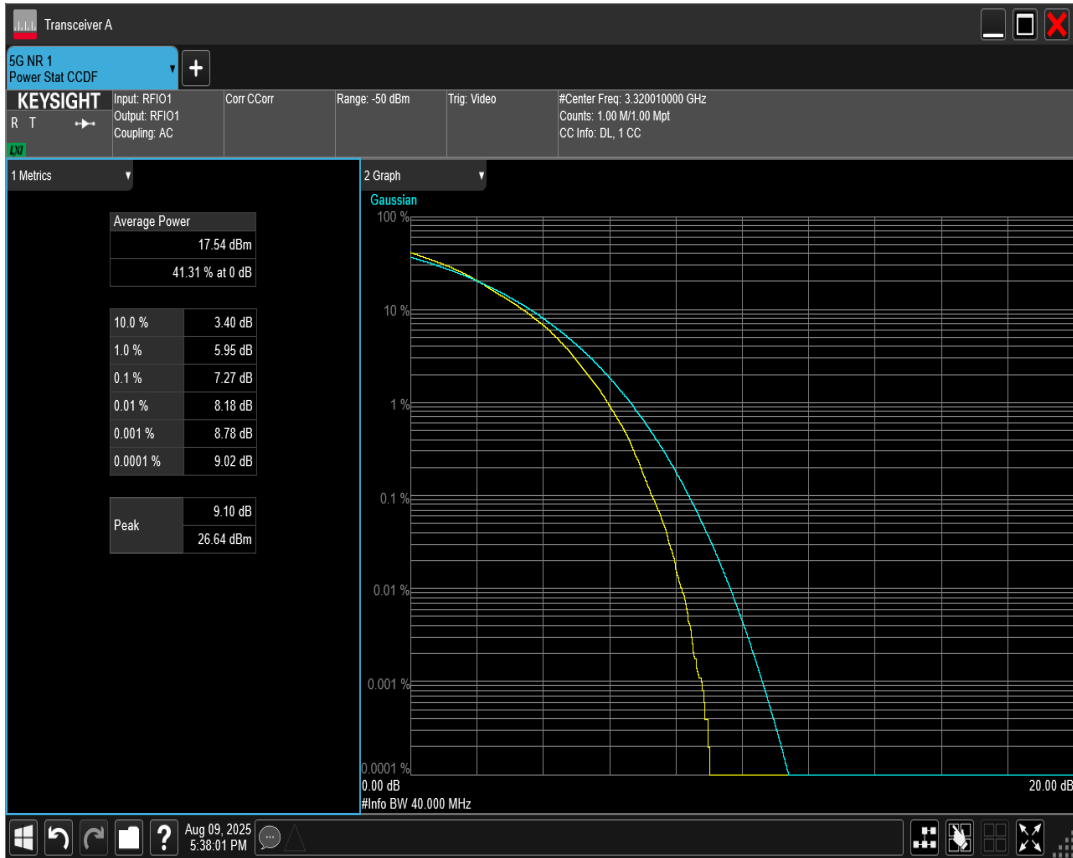 Transceiver A
5G NR 1
Power Stat CCDF
+
KEYSIGHT
R T
LXI
Input: RFIO1
Output: RFIO1
Coupling: AC
Corr CCorr
Range: -50 dBm
Trig: Video
#Center Freq: 3.320010000 GHz
Counts: 1.00 M/1.00 Mpt
CC Info: DL, 1 CC
1 Metrics
Average Power
17.54 dBm
41.31 % at 0 dB
10.0 % 3.40 dB
1.0 % 5.95 dB
0.1 % 7.27 dB
0.01 % 8.18 dB
0.001 % 8.78 dB
0.0001 % 9.02 dB
Peak
9.10 dB
26.64 dBm
2 Graph
Gaussian
100 %
10 %
1 %
0.1 %
0.01 %
0.001 %
0.0001 %
0.00 dB 20.00 dB
#Info BW 40.000 MHz
?
Aug 09, 2025
5:38:01 PM